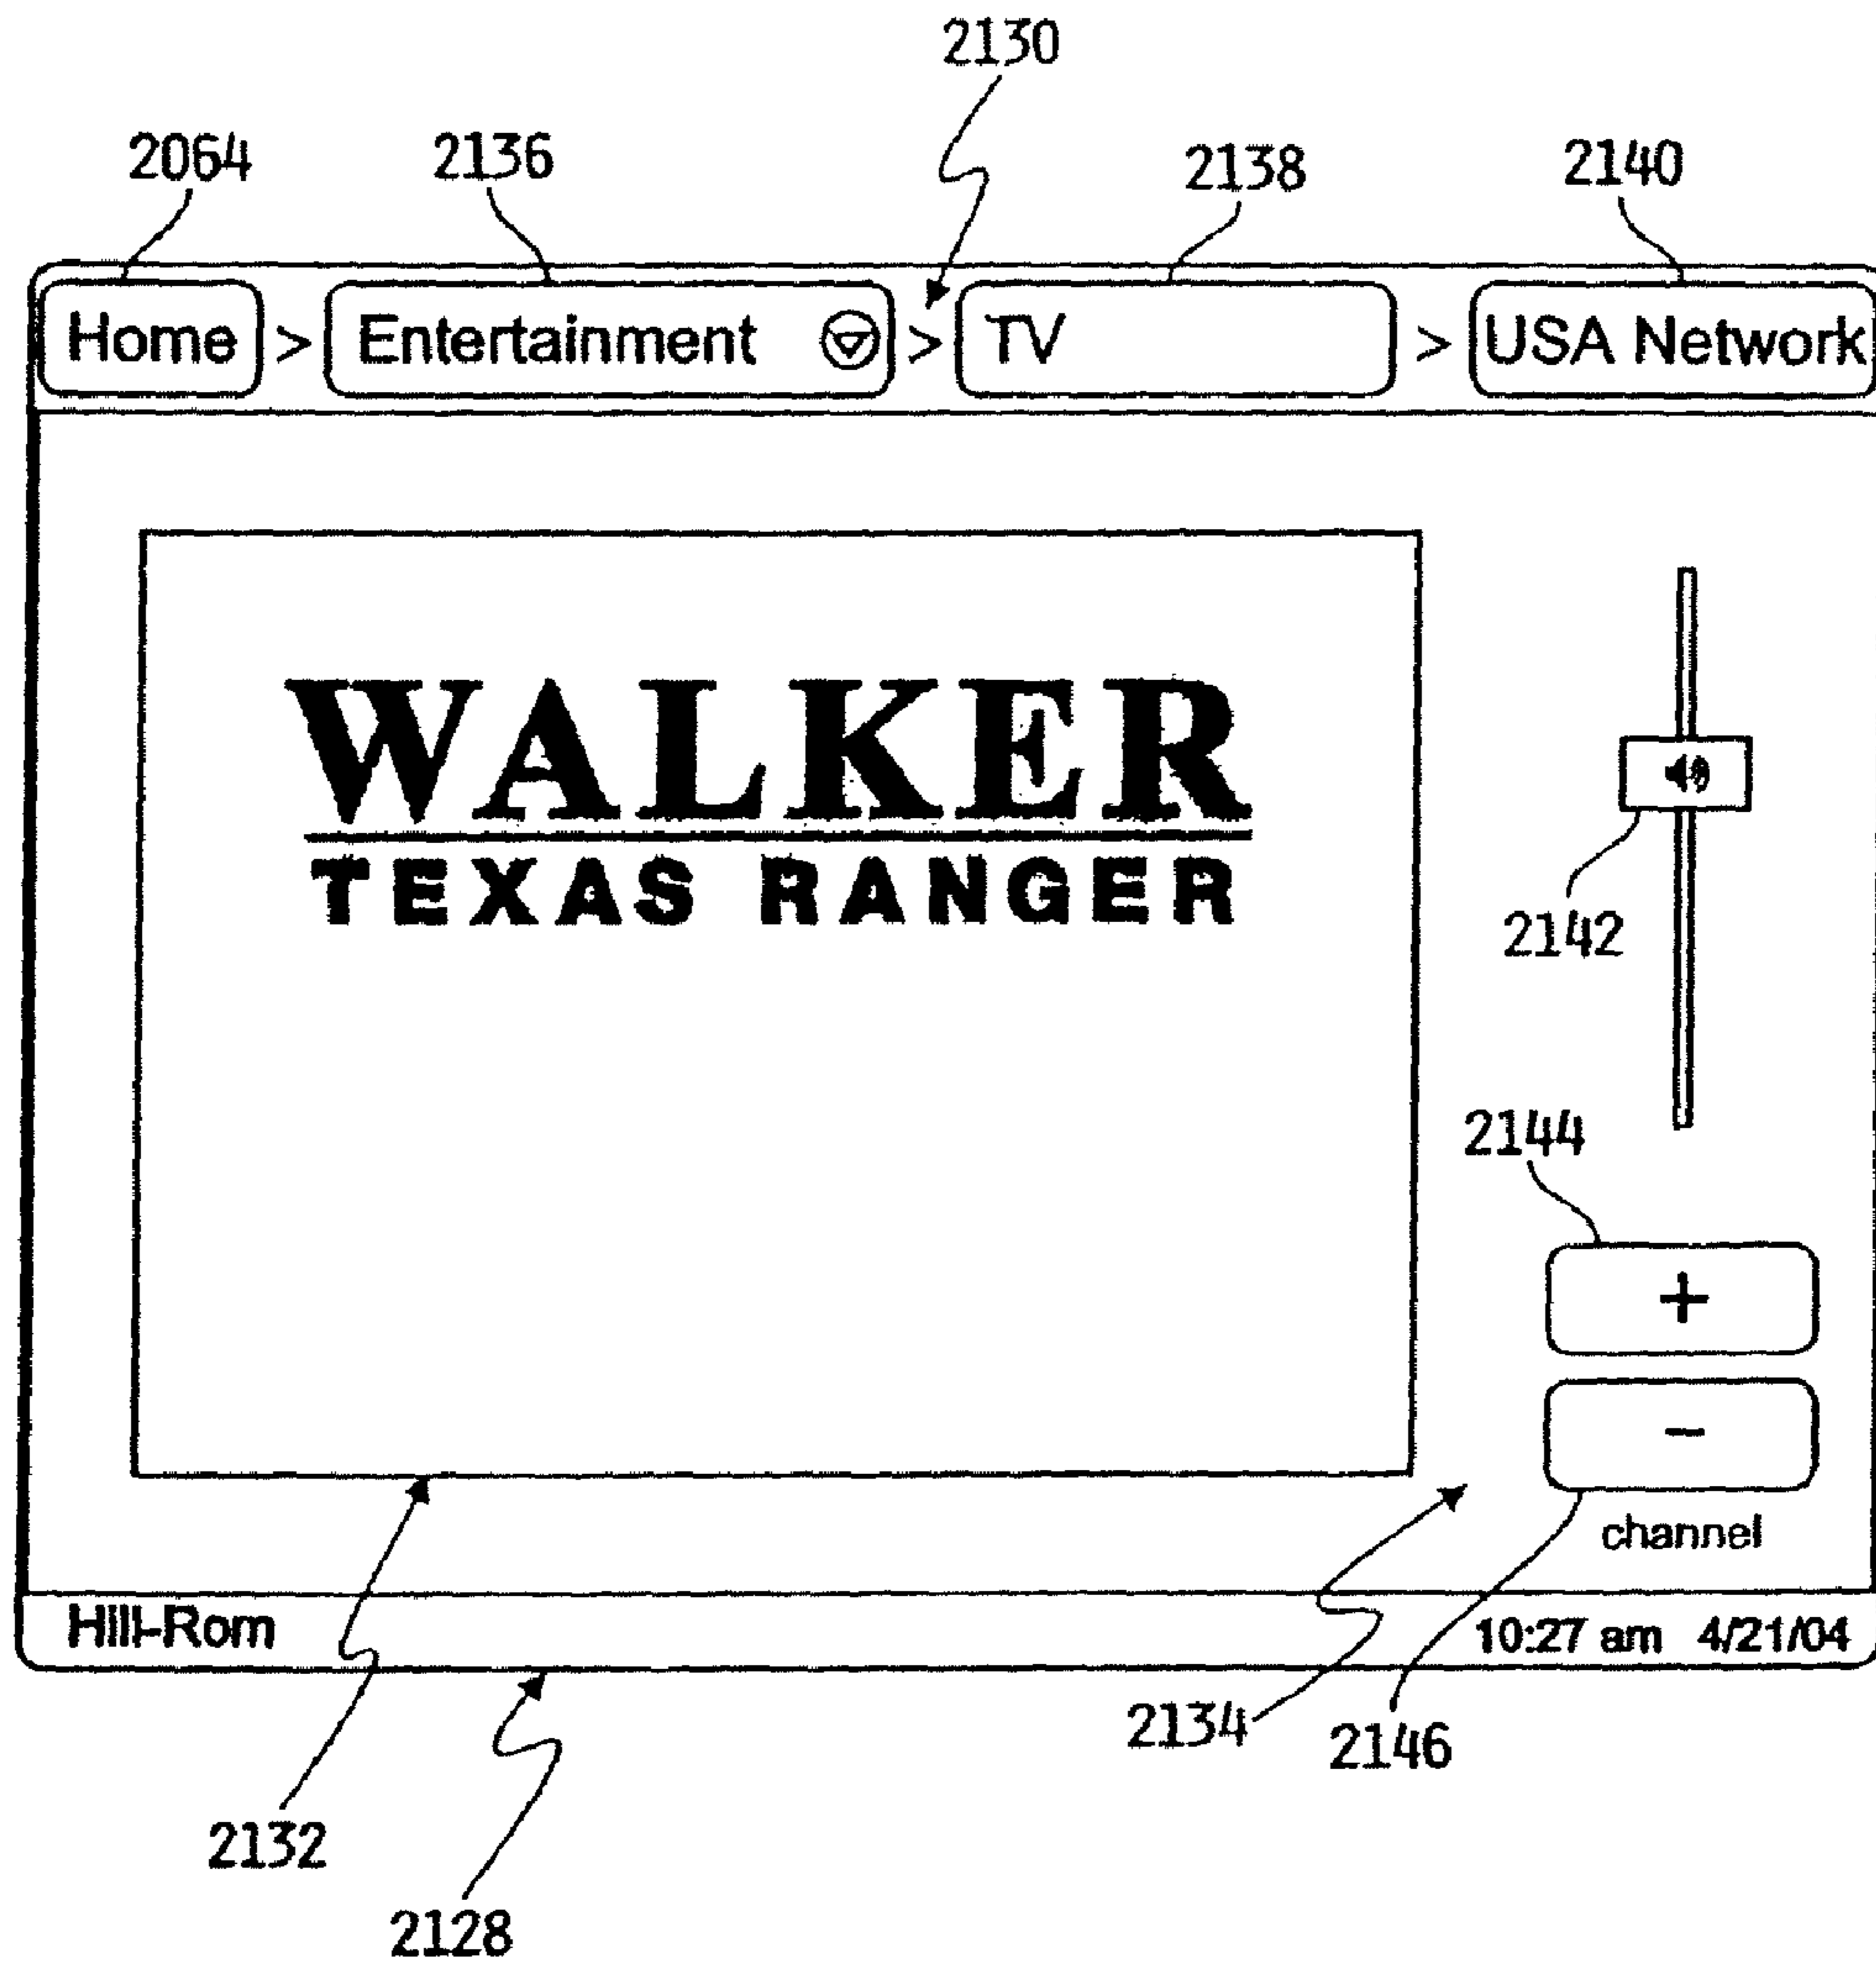 2130
2064 2136 2138 2140
Home > Entertainment > TV > USA Network
WALKER
TEXAS RANGER
2142
2144
+
-
channel
Hill-Rom 10:27 am 4/21/04
2134 2146
2132
2128